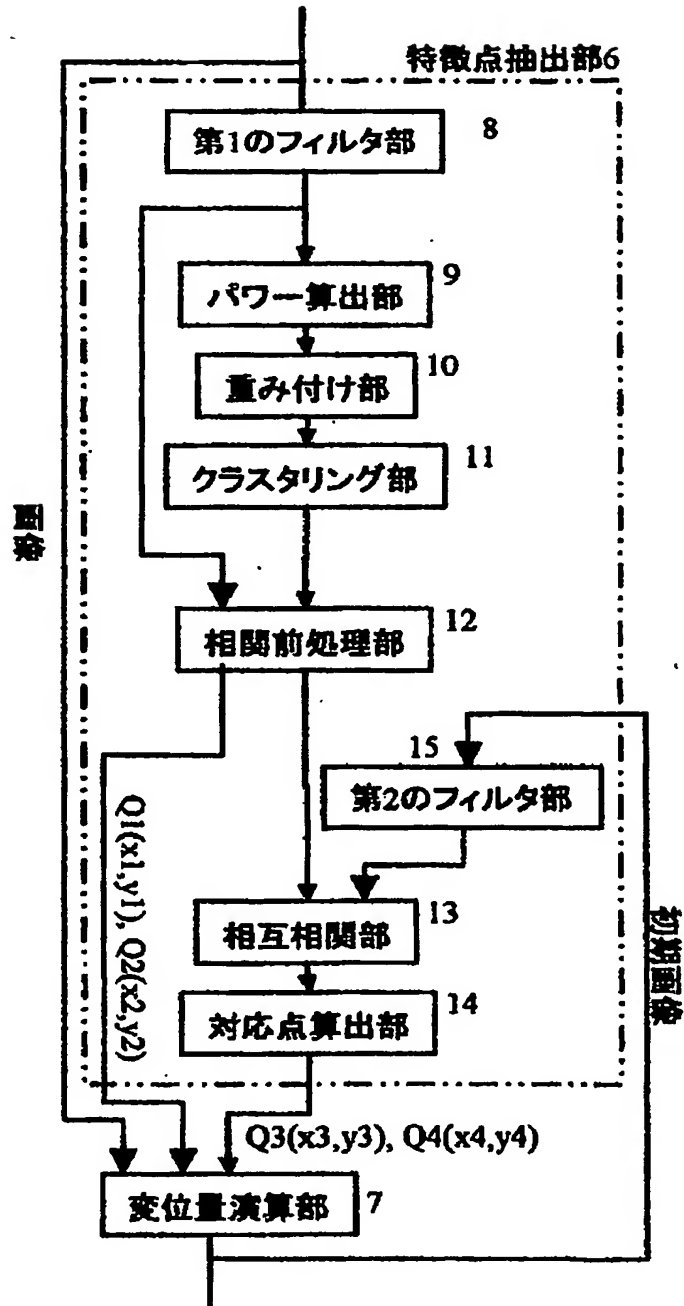 特徴点抽出部6
第1のフィルタ部
8
パワー算出部
9
重み付け部
10
クラスタリング部
11
画像
相関前処理部
12
15
第2のフィルタ部
Q1(x1,y1), Q2(x2,y2)
相互相関部
13
初期画像
対応点算出部
14
Q3(x3,y3), Q4(x4,y4)
変位量演算部
7